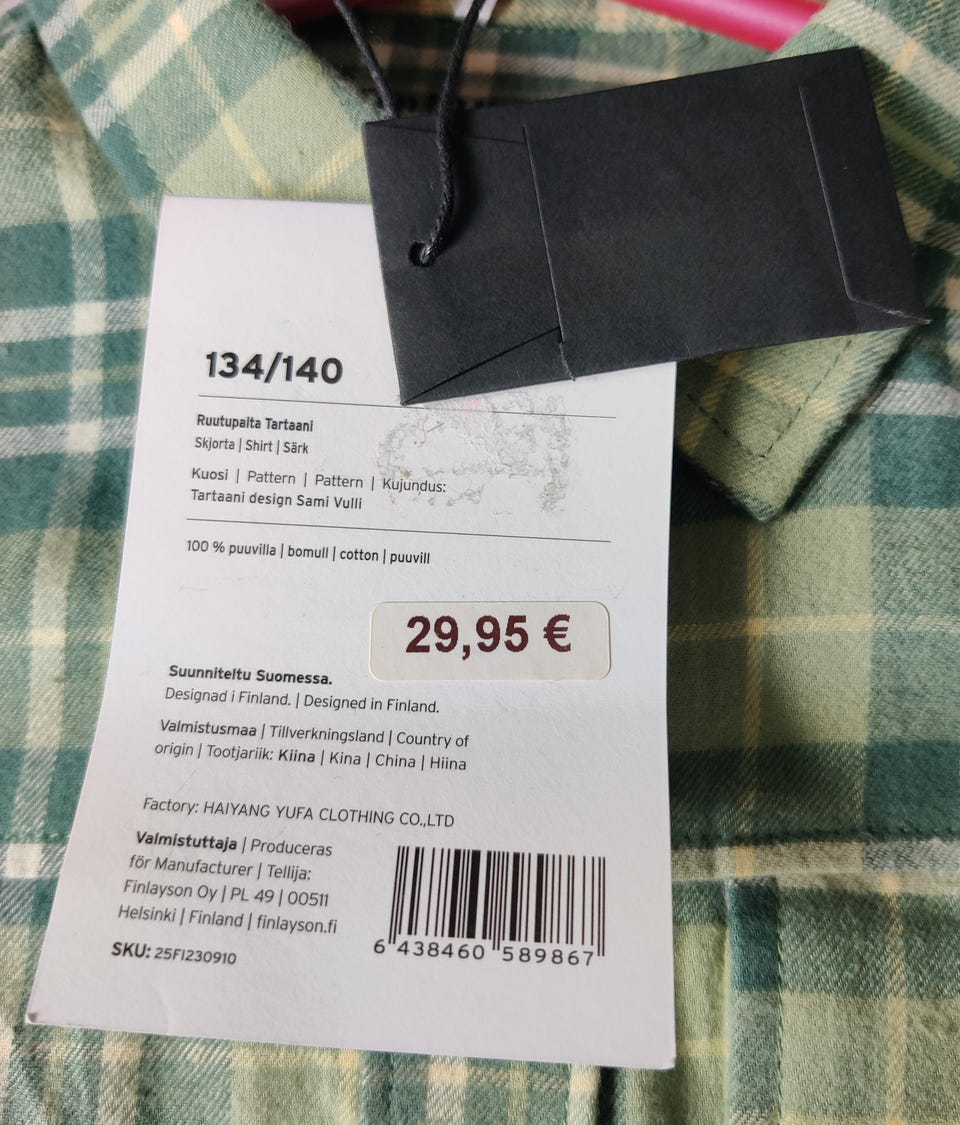 134/140
Ruutupaita Tartaani
Skjorta | Shirt | Särk
Kuosi | Pattern | Pattern | Kujundus:
Tartaani design Sami Vulli
100 % puuvilla | bomull | cotton | puuvill
29,95 €
Suunniteltu Suomessa.
Designad i Finland. | Designed in Finland.
Valmistusmaa | Tillverkningsland | Country of
origin | Tootjariik: Kiina | Kina | China | Hiina
Factory: HAIYANG YUFA CLOTHING CO.,LTD
Valmistuttaja | Produceras
för Manufacturer | Tellija:
Finlayson Oy | PL 49 | 00511
Helsinki | Finland | finlayson.fi
SKU: 25FI230910
6 438460 589867